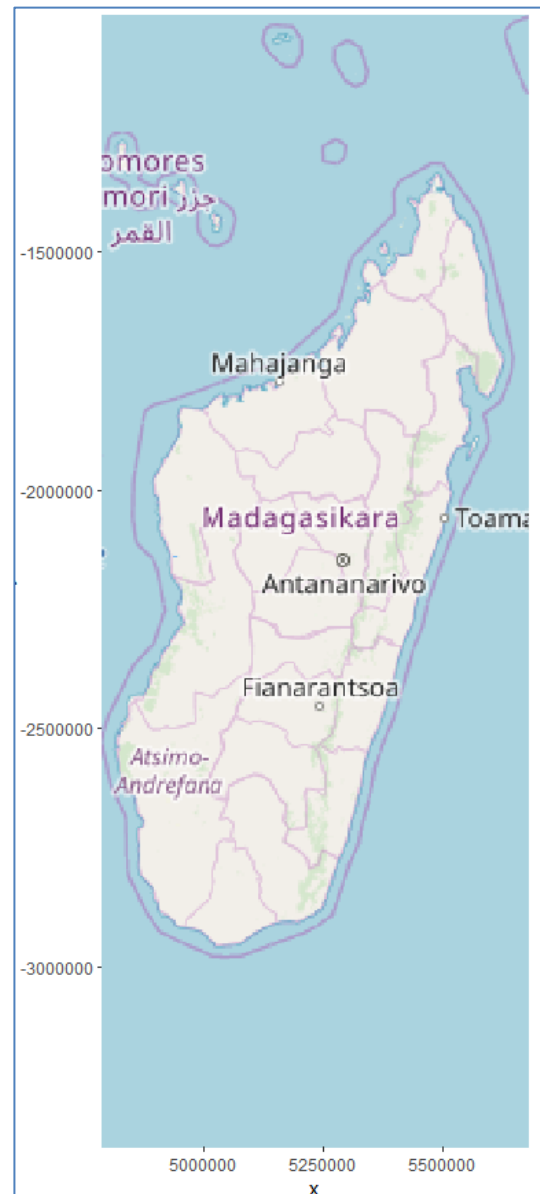 omores
mori جزر
القمر
-1500000
Mahajanga
-2000000
Madagasikara
Toama
Antananarivo
Fianarantsoa
-2500000
Atsimo-
Andrefana
-3000000
5000000 5250000 5500000
x